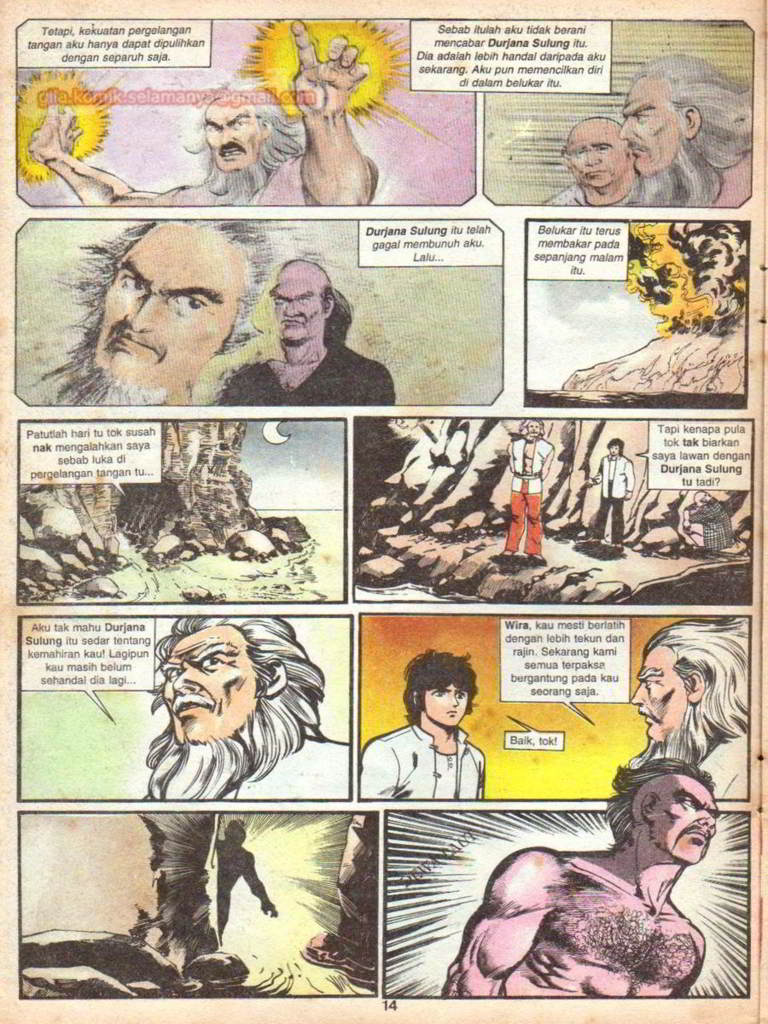 Tetapi, kekuatan pergelangan
tangan aku hanya dapat dipulihkan
dengan separuh saja.
gila.komik.selamanya@gmail.com
Sebab itulah aku tidak berani
mencabar Durjana Sulung itu.
Dia adalah lebih handal daripada aku
sekarang. Aku pun memencilkan diri
di dalam belukar itu.
Durjana Sulung itu telah
gagal membunuh aku.
Lalu...
Belukar itu terus
membakar pada
sepanjang malam
itu.
Patutlah hari tu tok susah
nak mengalahkan saya
sebab luka di
pergelangan tangan tu...
Tapi kenapa pula
tok tak biarkan
saya lawan dengan
Durjana Sulung
tu tadi?
Aku tak mahu Durjana
Sulung itu sedar tentang
kemahiran kau! Lagipun
kau masih belum
sehandal dia lagi...
Wira, kau mesti berlatih
dengan lebih tekun dan
rajin. Sekarang kami
semua terpaksa
bergantung pada kau
seorang saja.
Baik, tok!
14